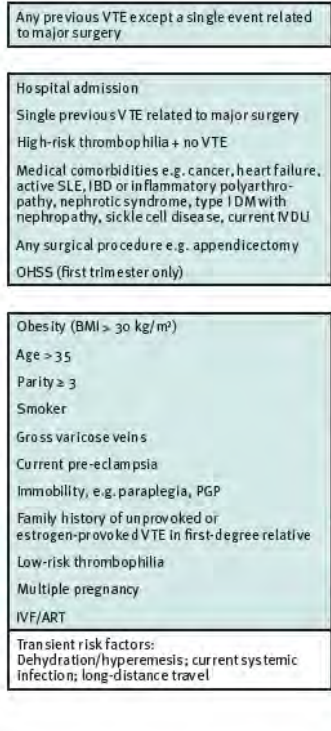 Any previous VTE except a single event related
to major surgery
Hospital admission
Single previous VTE related to major surgery
High-risk thrombophilia + no VTE
Medical comorbidities e.g. cancer, heart failure,
active SLE, IBD or inflammatory polyarthro-
pathy, nephrotic syndrome, type I DM with
nephropathy, sickle cell disease, current IVDU
Any surgical procedure e.g. appendicectomy
OHSS (first trimester only)
Obesity (BMI > 30 kg/m²)
Age > 35
Parity ≥ 3
Smoker
Gross varicose veins
Current pre-eclampsia
Immobility, e.g. paraplegia, PGP
Family history of unprovoked or
estrogen-provoked VTE in first-degree relative
Low-risk thrombophilia
Multiple pregnancy
IVF/ART
Transient risk factors:
Dehydration/hyperemesis; current systemic
infection; long-distance travel